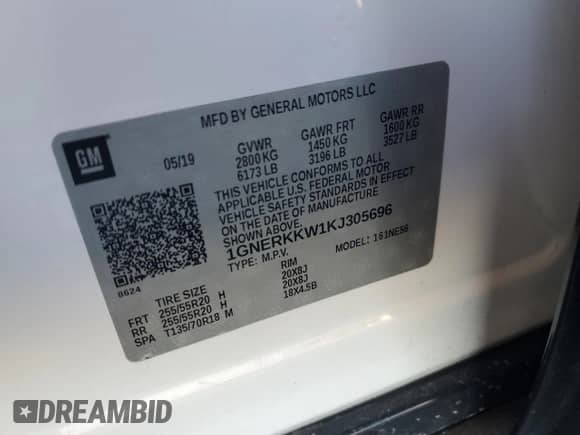 MFD BY GENERAL MOTORS LLC
GM
05/19
GVWR GAWR FRT GAWR RR
2800 KG 1450 KG 1600 KG
6173 LB 3196 LB 3527 LB
THIS VEHICLE CONFORMS TO ALL
APPLICABLE U.S. FEDERAL MOTOR
VEHICLE SAFETY STANDARDS IN EFFECT
ON THE DATE OF MANUFACTURE
SHOWN ABOVE.
1GNERKKW1KJ305696
TYPE: M.P.V. MODEL: 1S1NE56
8624
TIRE SIZE RIM
FRT 255/55R20 H 20X8J
RR 255/55R20 H 20X8J
SPA T135/70R18 M 18X4.5B
DREAMBID